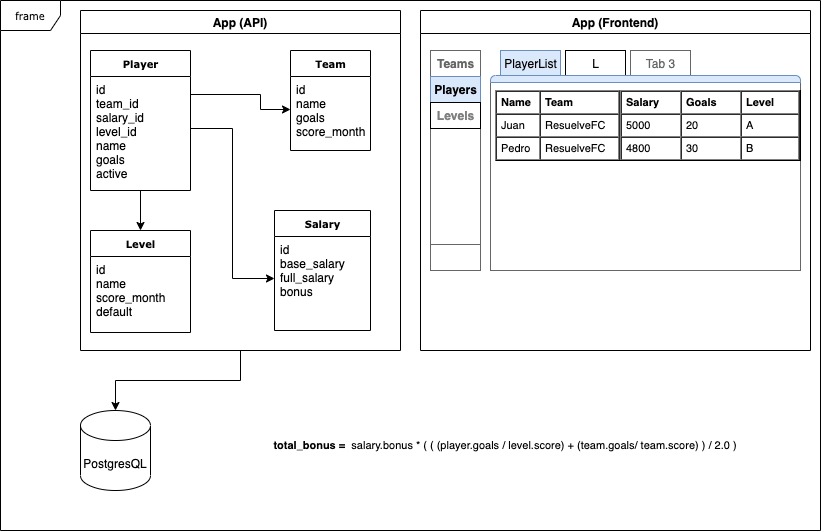 frame
App (API)
Player
id
team_id
salary_id
level_id
name
goals
active
Team
id
name
goals
score_month
Level
id
name
score_month
default
Salary
id
base_salary
full_salary
bonus
App (Frontend)
Teams
Players
Levels
PlayerList
L
Tab 3
Name Team Salary Goals Level
Juan ResuelveFC 5000 20 A
Pedro ResuelveFC 4800 30 B
PostgresQL
total_bonus = salary.bonus * ( ( (player.goals / level.score) + (team.goals/ team.score) ) / 2.0 )